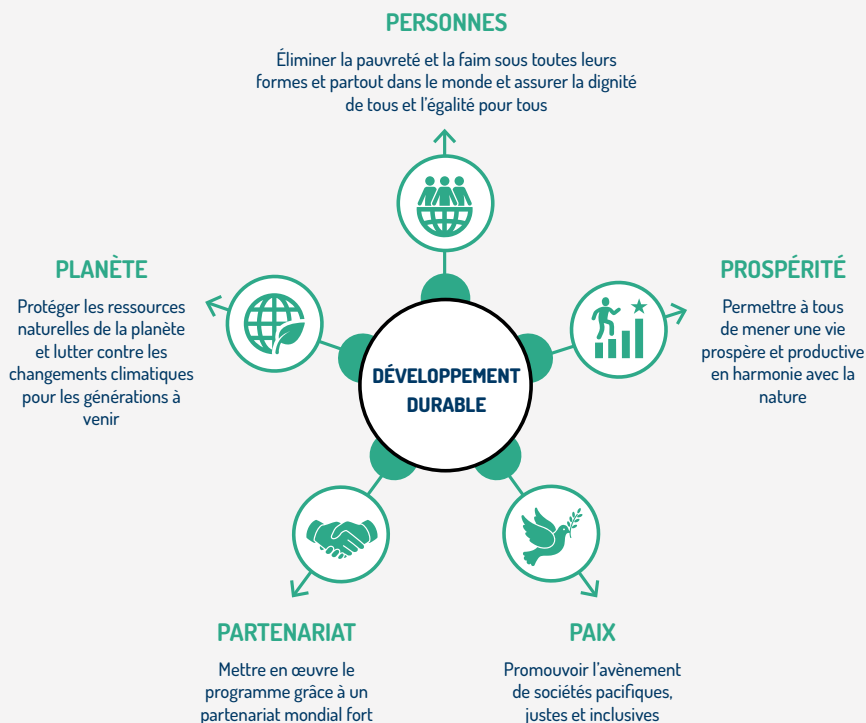 PERSONNES
Éliminer la pauvreté et la faim sous toutes leurs
formes et partout dans le monde et assurer la dignité
de tous et l'égalité pour tous
PLANÈTE
Protéger les ressources
naturelles de la planète
et lutter contre les
changements climatiques
pour les générations à
venir
PROSPÉRITÉ
Permettre à tous
de mener une vie
prospère et productive
en harmonie avec la
nature
DÉVELOPPEMENT
DURABLE
PARTENARIAT
Mettre en œuvre le
programme grâce à un
partenariat mondial fort
PAIX
Promouvoir l'avènement
de sociétés pacifiques,
justes et inclusives